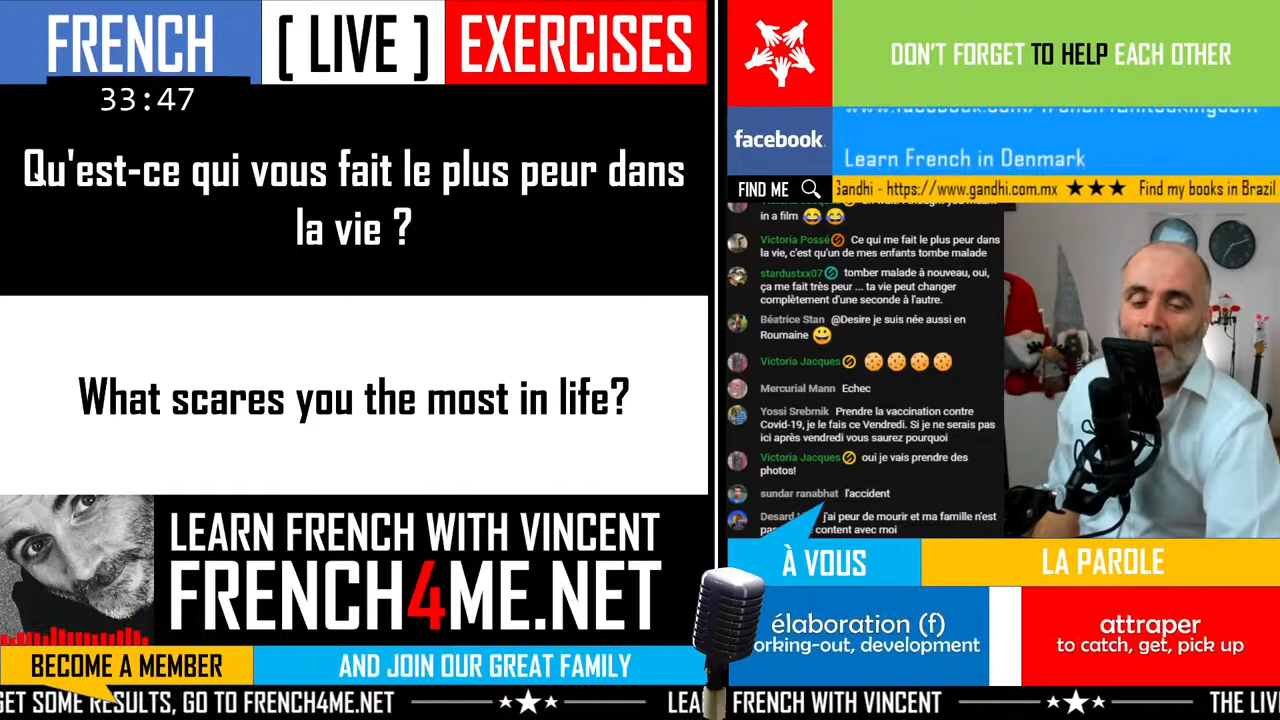 FRENCH
[ LIVE ]
EXERCISES
33:47
Qu'est-ce qui vous fait le plus peur dans
la vie ?
What scares you the most in life?
LEARN FRENCH WITH VINCENT
FRENCH4ME.NET
BECOME A MEMBER
AND JOIN OUR GREAT FAMILY
DON'T FORGET TO HELP EACH OTHER
facebook.
Learn French in Denmark
FIND ME
Gandhi - https://www.gandhi.com.mx ★★★ Find my books in Brazil
in a film 😂 😂
Victoria Possé Ce qui me fait le plus peur dans
la vie, c'est qu'un de mes enfants tombe malade
stardustxx07 tomber malade à nouveau, oui,
ça me fait très peur ... ta vie peut changer
complètement d'une seconde à l'autre.
Béatrice Stan @Desire je suis née aussi en
Roumaine 😀
Victoria Jacques 🍪 🍪 🍪 🍪
Mercurial Mann Echec
Yossi Srebrnik Prendre la vaccination contre
Covid-19, je le fais ce Vendredi. Si je ne serais pas
ici après vendredi vous saurez pourquoi
Victoria Jacques oui je vais prendre des
photos!
sundar ranabhat l'accident
Desard j'ai peur de mourir et ma famille n'est
content avec moi
À VOUS
LA PAROLE
élaboration (f)
orking-out, development
attraper
to catch, get, pick up
GET SOME RESULTS, GO TO FRENCH4ME.NET ★ LEA FRENCH WITH VINCENT ★ THE LIV